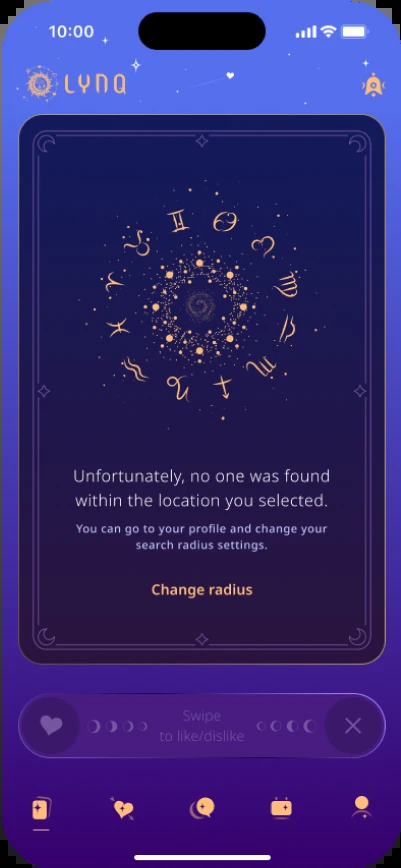 10:00
LYNQ
Unfortunately, no one was found
within the location you selected.
You can go to your profile and change your
search radius settings.
Change radius
Swipe
to like/dislike